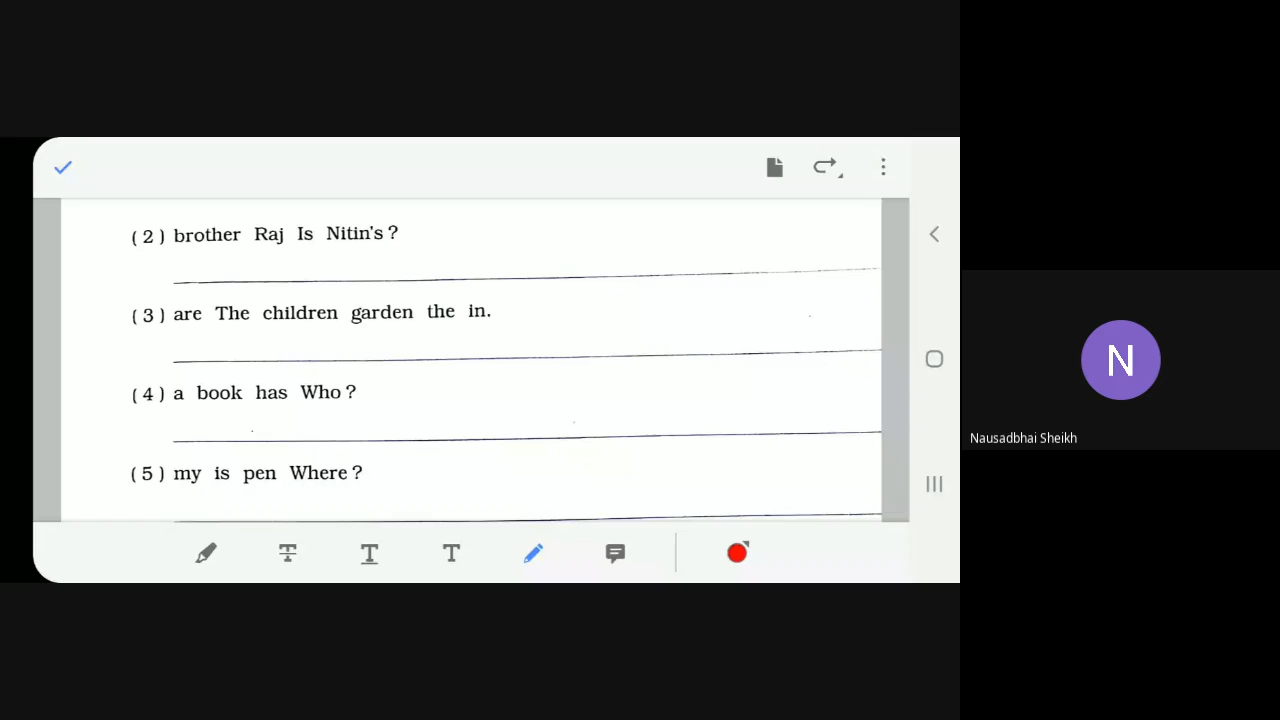 (2) brother Raj Is Nitin's?
(3) are The children garden the in.
(4) a book has Who?
(5) my is pen Where?
T T T
N
Nausadbhai Sheikh